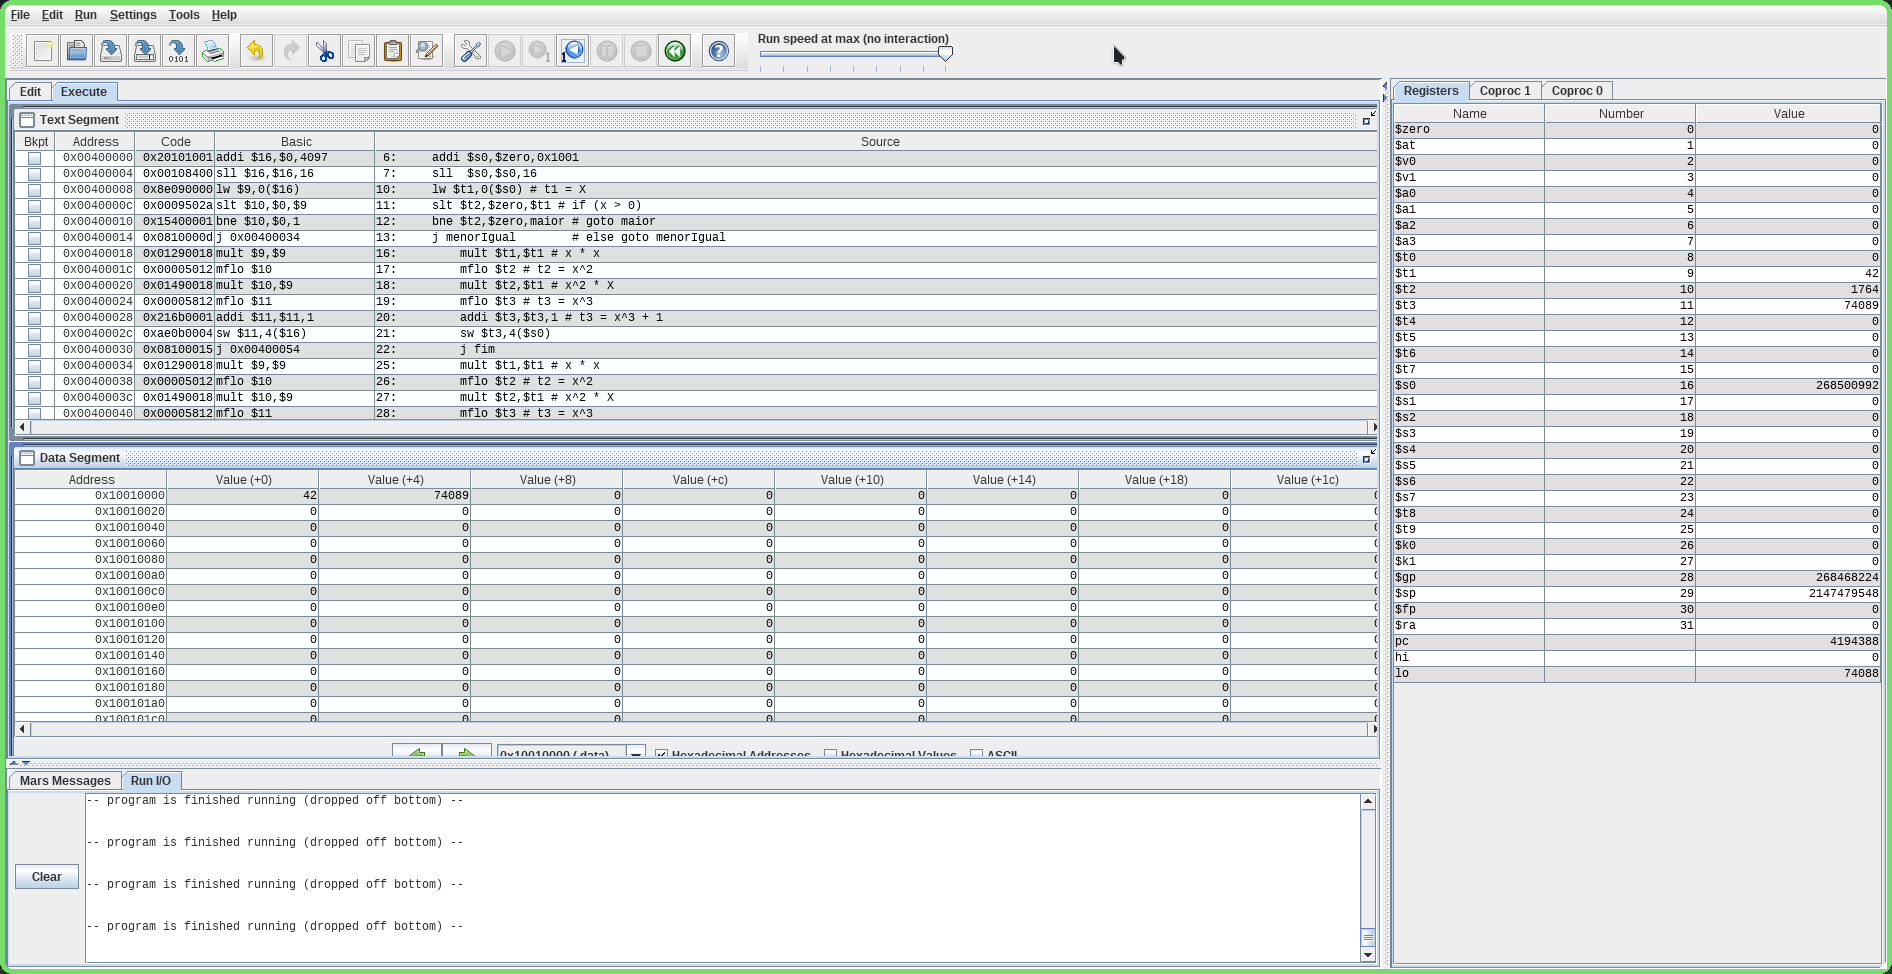 File Edit Run Settings Tools Help
Run speed at max (no interaction)
0101
1
1
Edit Execute
Text Segment
Bkpt Address Code Basic Source
0x00400000 0x20101001 addi $16,$0,4097 6: addi $s0,$zero,0x1001
0x00400004 0x00108400 sll $16,$16,16 7: sll $s0,$s0,16
0x00400008 0x8e090000 lw $9,0($16) 10: lw $t1,0($s0) # t1 = X
0x0040000c 0x0009502a slt $10,$0,$9 11: slt $t2,$zero,$t1 # if (x > 0)
0x00400010 0x15400001 bne $10,$0,1 12: bne $t2,$zero,maior # goto maior
0x00400014 0x0810000d j 0x00400034 13: j menorIgual # else goto menorIgual
0x00400018 0x01290018 mult $9,$9 16: mult $t1,$t1 # x * x
0x0040001c 0x00005012 mflo $10 17: mflo $t2 # t2 = x^2
0x00400020 0x01490018 mult $10,$9 18: mult $t2,$t1 # x^2 * X
0x00400024 0x00005812 mflo $11 19: mflo $t3 # t3 = x^3
0x00400028 0x216b0001 addi $11,$11,1 20: addi $t3,$t3,1 # t3 = x^3 + 1
0x0040002c 0xae0b0004 sw $11,4($16) 21: sw $t3,4($s0)
0x00400030 0x08100015 j 0x00400054 22: j fim
0x00400034 0x01290018 mult $9,$9 25: mult $t1,$t1 # x * x
0x00400038 0x00005012 mflo $10 26: mflo $t2 # t2 = x^2
0x0040003c 0x01490018 mult $10,$9 27: mult $t2,$t1 # x^2 * X
0x00400040 0x00005812 mflo $11 28: mflo $t3 # t3 = x^3
Data Segment
Address Value (+0) Value (+4) Value (+8) Value (+c) Value (+10) Value (+14) Value (+18) Value (+1c)
0x10010000 42 74089 0 0 0 0 0 0
0x10010020 0 0 0 0 0 0 0 0
0x10010040 0 0 0 0 0 0 0 0
0x10010060 0 0 0 0 0 0 0 0
0x10010080 0 0 0 0 0 0 0 0
0x100100a0 0 0 0 0 0 0 0 0
0x100100c0 0 0 0 0 0 0 0 0
0x100100e0 0 0 0 0 0 0 0 0
0x10010100 0 0 0 0 0 0 0 0
0x10010120 0 0 0 0 0 0 0 0
0x10010140 0 0 0 0 0 0 0 0
0x10010160 0 0 0 0 0 0 0 0
0x10010180 0 0 0 0 0 0 0 0
0x100101a0 0 0 0 0 0 0 0 0
0x100101c0 0 0 0 0 0 0 0 0
0x10010000 (.data) Hexadecimal Addresses Hexadecimal Values ASCII
Mars Messages Run I/O
Clear
-- program is finished running (dropped off bottom) --
-- program is finished running (dropped off bottom) --
-- program is finished running (dropped off bottom) --
-- program is finished running (dropped off bottom) --
Registers Coproc 1 Coproc 0
Name Number Value
$zero 0 0
$at 1 0
$v0 2 0
$v1 3 0
$a0 4 0
$a1 5 0
$a2 6 0
$a3 7 0
$t0 8 0
$t1 9 42
$t2 10 1764
$t3 11 74089
$t4 12 0
$t5 13 0
$t6 14 0
$t7 15 0
$s0 16 268500992
$s1 17 0
$s2 18 0
$s3 19 0
$s4 20 0
$s5 21 0
$s6 22 0
$s7 23 0
$t8 24 0
$t9 25 0
$k0 26 0
$k1 27 0
$gp 28 268468224
$sp 29 2147479548
$fp 30 0
$ra 31 0
pc 4194388
hi 0
lo 74088